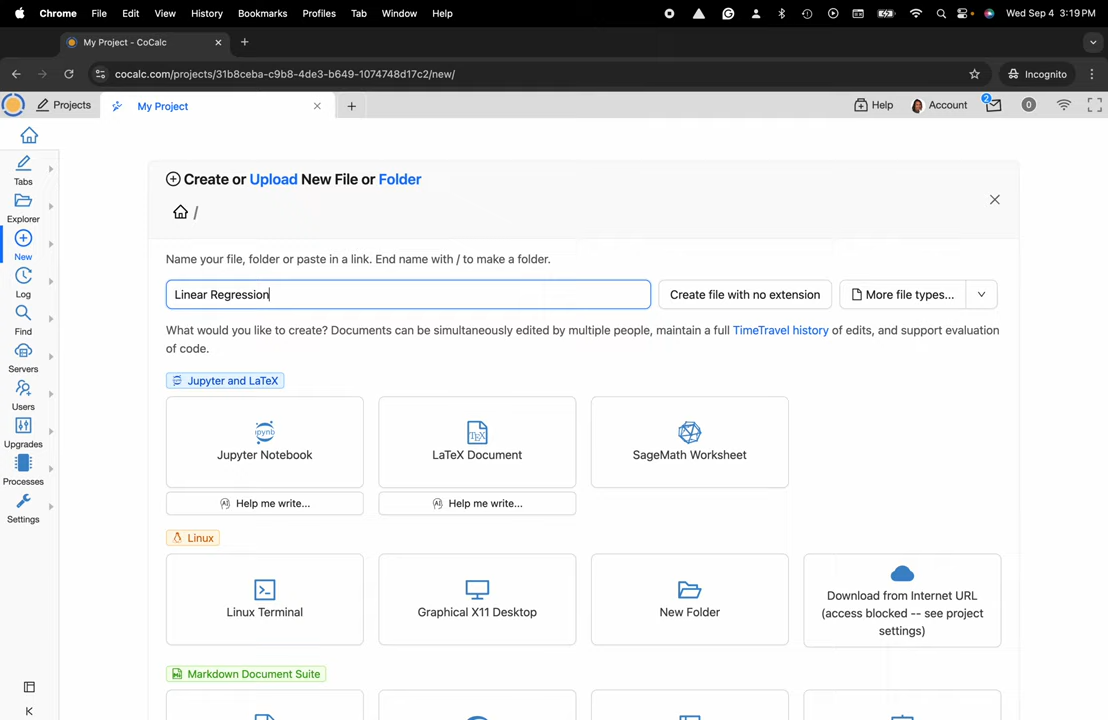 Chrome File Edit View History Bookmarks Profiles Tab Window Help Wed Sep 4 3:19 PM
My Project - CoCalc
cocalc.com/projects/31b8ceba-c9b8-4de3-b649-1074748d17c2/new/ Incognito
Projects My Project Help Account 2 0
Tabs
Explorer
New
Log
Find
Servers
Users
Upgrades
Processes
Settings
Create or Upload New File or Folder
/
Name your file, folder or paste in a link. End name with / to make a folder.
Linear Regression Create file with no extension More file types...
What would you like to create? Documents can be simultaneously edited by multiple people, maintain a full TimeTravel history of edits, and support evaluation
of code.
Jupyter and LaTeX
ipynb TEX
Jupyter Notebook LaTeX Document SageMath Worksheet
AI Help me write... AI Help me write...
Linux
Linux Terminal Graphical X11 Desktop New Folder Download from Internet URL
(access blocked -- see project
settings)
Markdown Document Suite